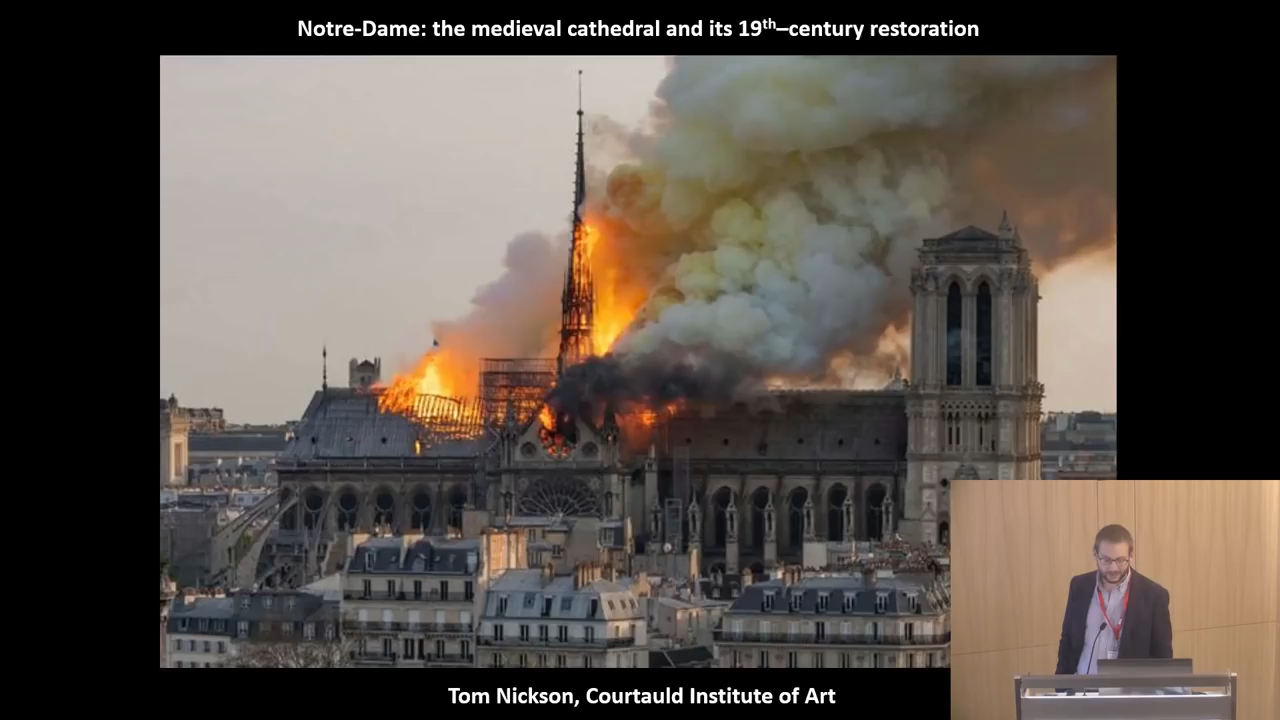 Notre-Dame: the medieval cathedral and its 19th–century restoration
Tom Nickson, Courtauld Institute of Art